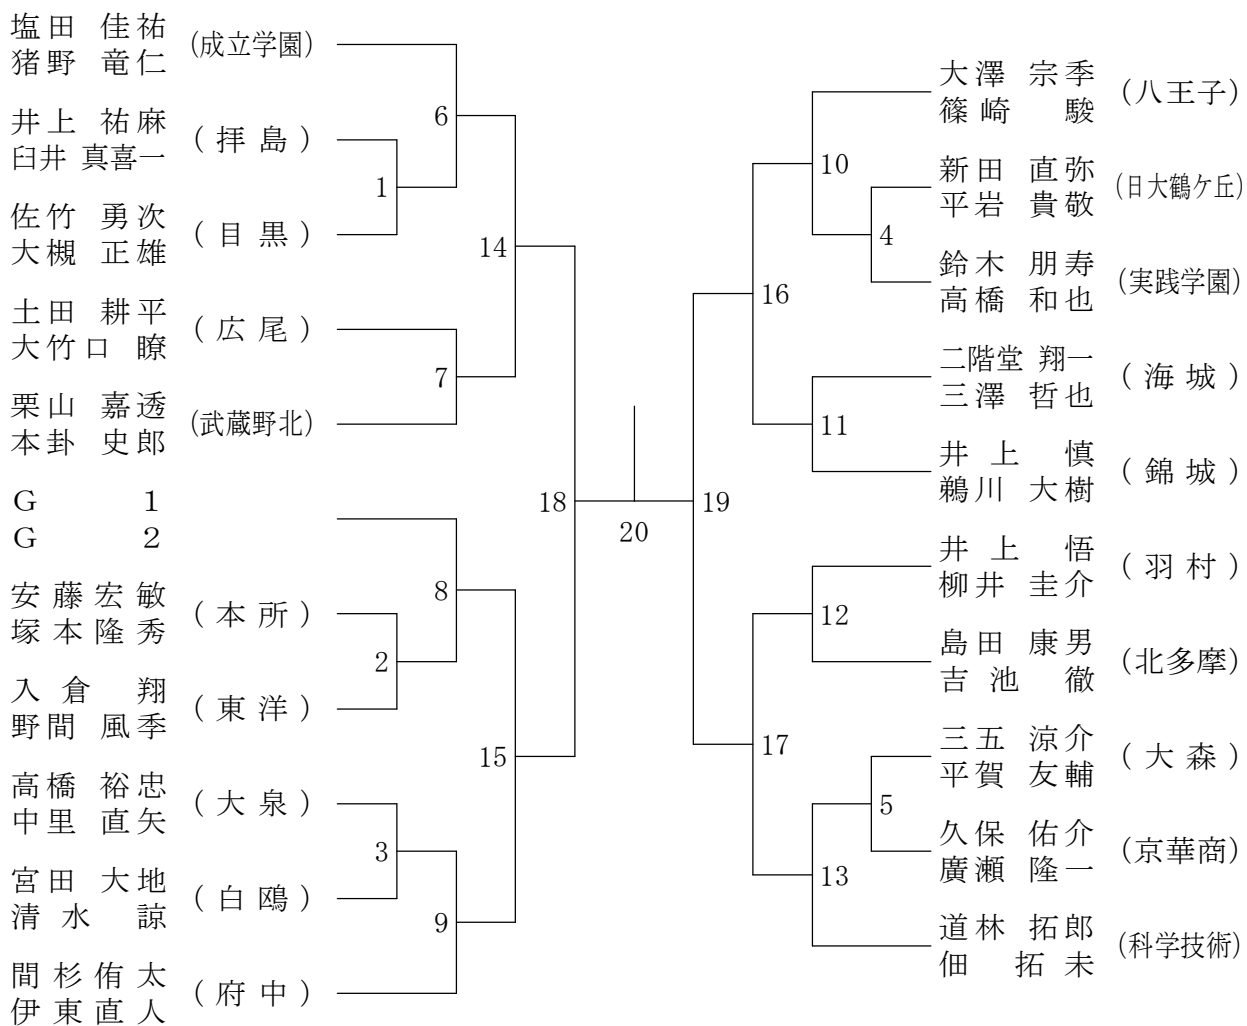 塩田 佳祐
猪野 竜仁
(成立学園)
井上 祐麻
臼井 真喜一
(拝島)
佐竹 勇次
大槻 正雄
(目黒)
土田 耕平
大竹口 瞭
(広尾)
栗山 嘉透
本卦 史郎
(武蔵野北)
G 1
G 2
安藤宏敏
塚本隆秀
(本所)
入倉 翔
野間 風季
(東洋)
高橋 裕忠
中里 直矢
(大泉)
宮田 大地
清水 諒
(白鴎)
間杉侑太
伊東直人
(府中)
6
1
14
7
18
8
2
15
3
9
20
10
4
16
11
19
12
17
5
13
大澤 宗季
篠崎 駿
(八王子)
新田 直弥
平岩 貴敬
(日大鶴ケ丘)
鈴木 朋寿
高橋 和也
(実践学園)
二階堂 翔一
三澤 哲也
(海城)
井上 慎
鵜川 大樹
(錦城)
井上 悟
柳井 圭介
(羽村)
島田 康男
吉池 徹
(北多摩)
三五 涼介
平賀 友輔
(大森)
久保 佑介
廣瀬 隆一
(京華商)
道林 拓郎
佃 拓未
(科学技術)